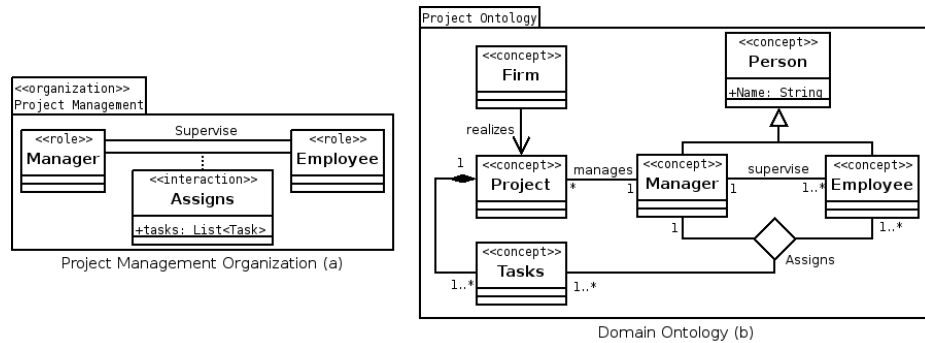 <<organization>>
Project Management
<<role>>
Manager
Supervise
<<role>>
Employee
<<interaction>>
Assigns
+tasks: List<Task>
Project Management Organization (a)
Project Ontology
<<concept>>
Firm
<<concept>>
Person
+Name: String
realizes
1
<<concept>>
Project
manages
*
1
<<concept>>
Manager
supervise
1
1..*
<<concept>>
Employee
1
1..*
Assigns
<<concept>>
Tasks
1..*
1..*
Domain Ontology (b)